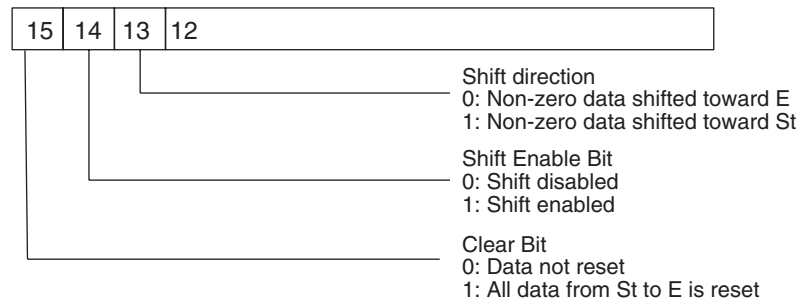 15 14 13 12
Shift direction
0: Non-zero data shifted toward E
1: Non-zero data shifted toward St
Shift Enable Bit
0: Shift disabled
1: Shift enabled
Clear Bit
0: Data not reset
1: All data from St to E is reset